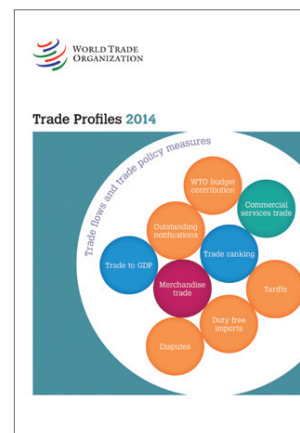 WORLD TRADE
ORGANIZATION
Trade Profiles 2014
Trade flows and trade policy measures
WTO budget
contribution
Commercial
services trade
Outstanding
notifications
Trade to GDP
Trade ranking
Merchandise
trade
Tariffs
Duty free
imports
Disputes